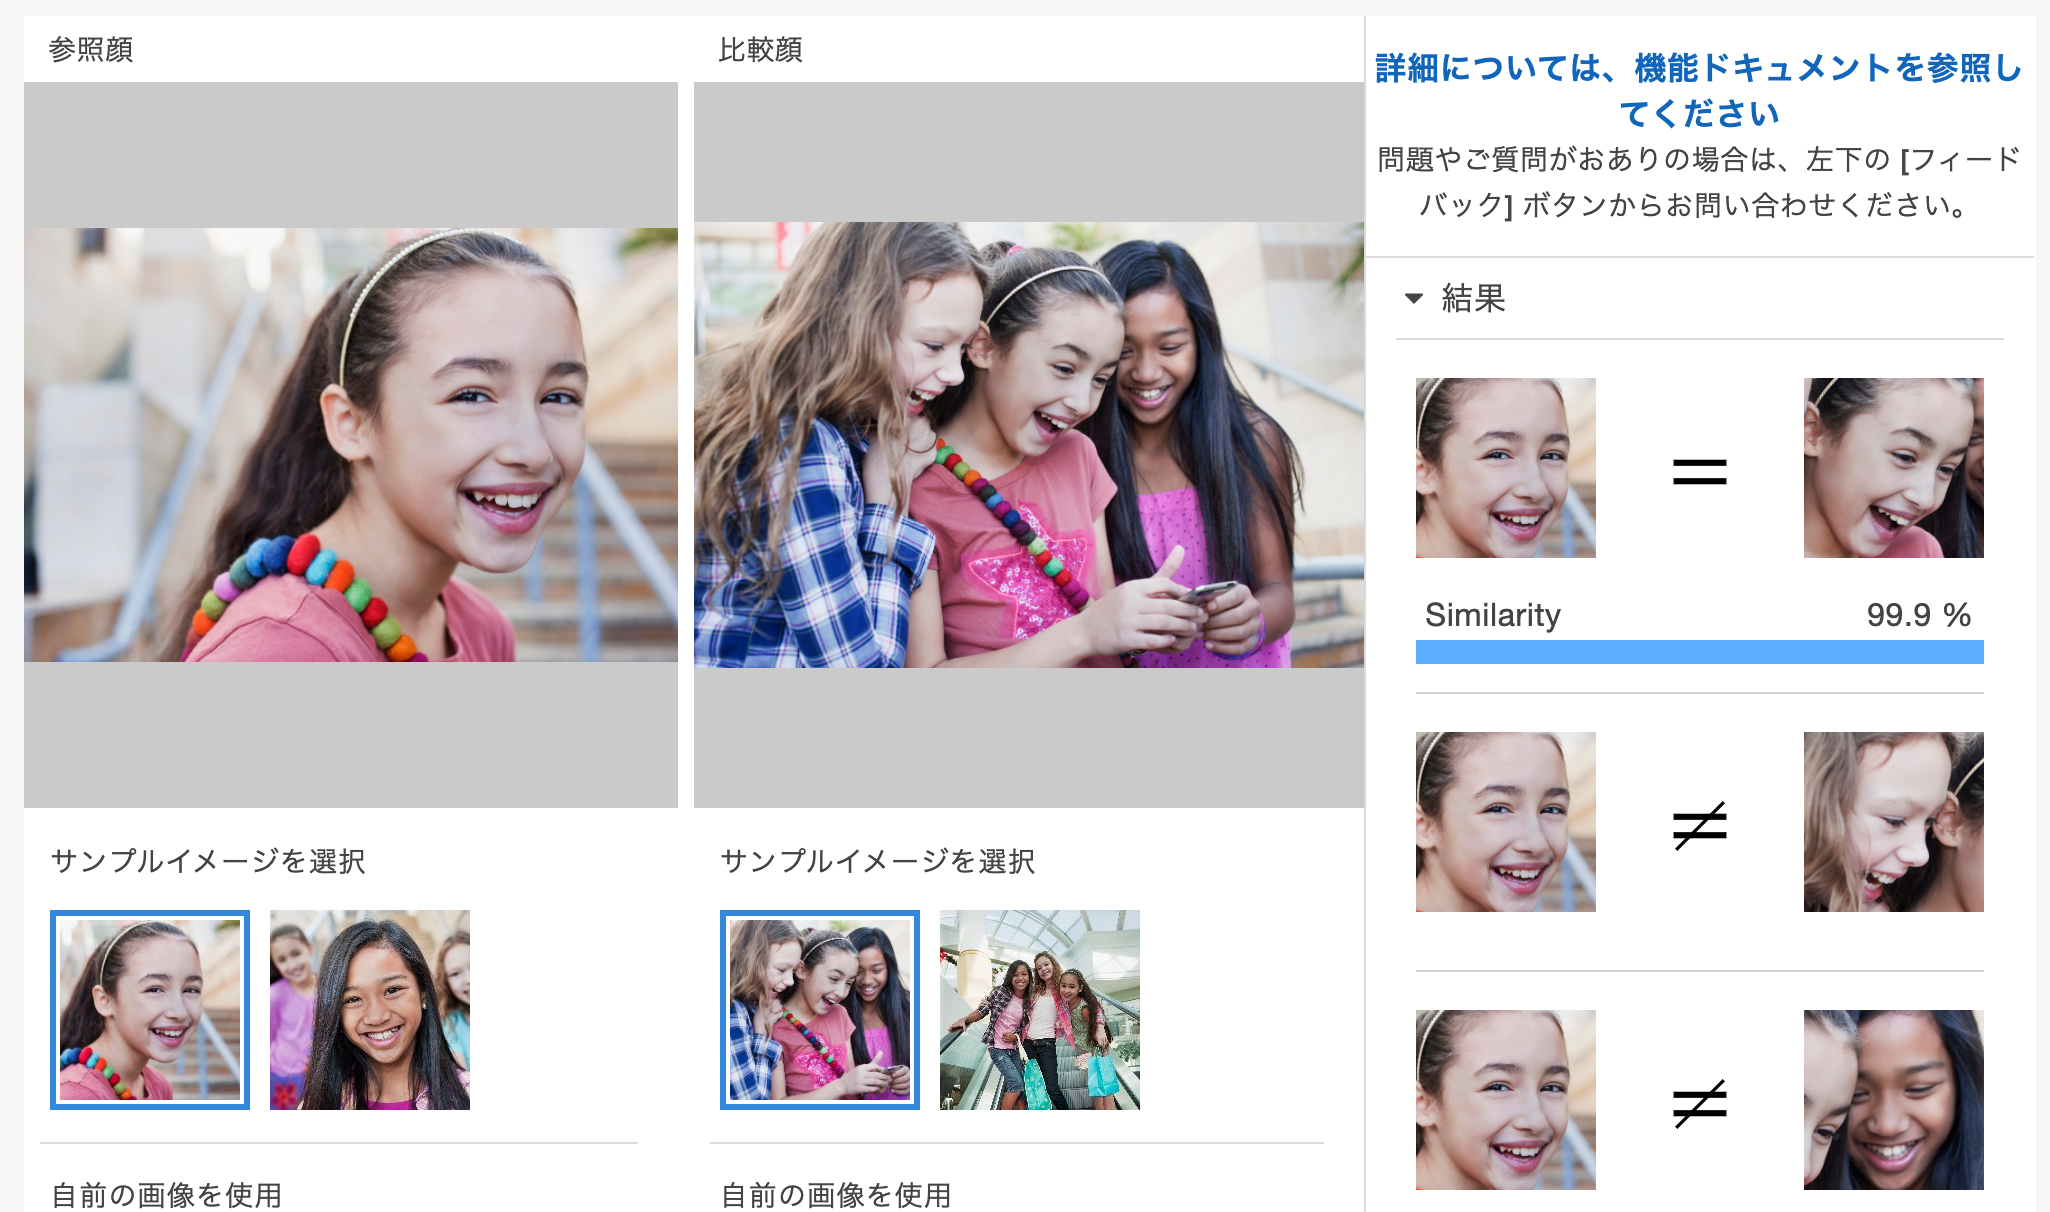 参照顔
比較顔
詳細については、機能ドキュメントを参照し
てください
問題やご質問がおありの場合は、左下の [フィード
バック] ボタンからお問い合わせください。
結果
=
Similarity 99.9 %
≠
≠
サンプルイメージを選択
サンプルイメージを選択
自前の画像を使用
自前の画像を使用